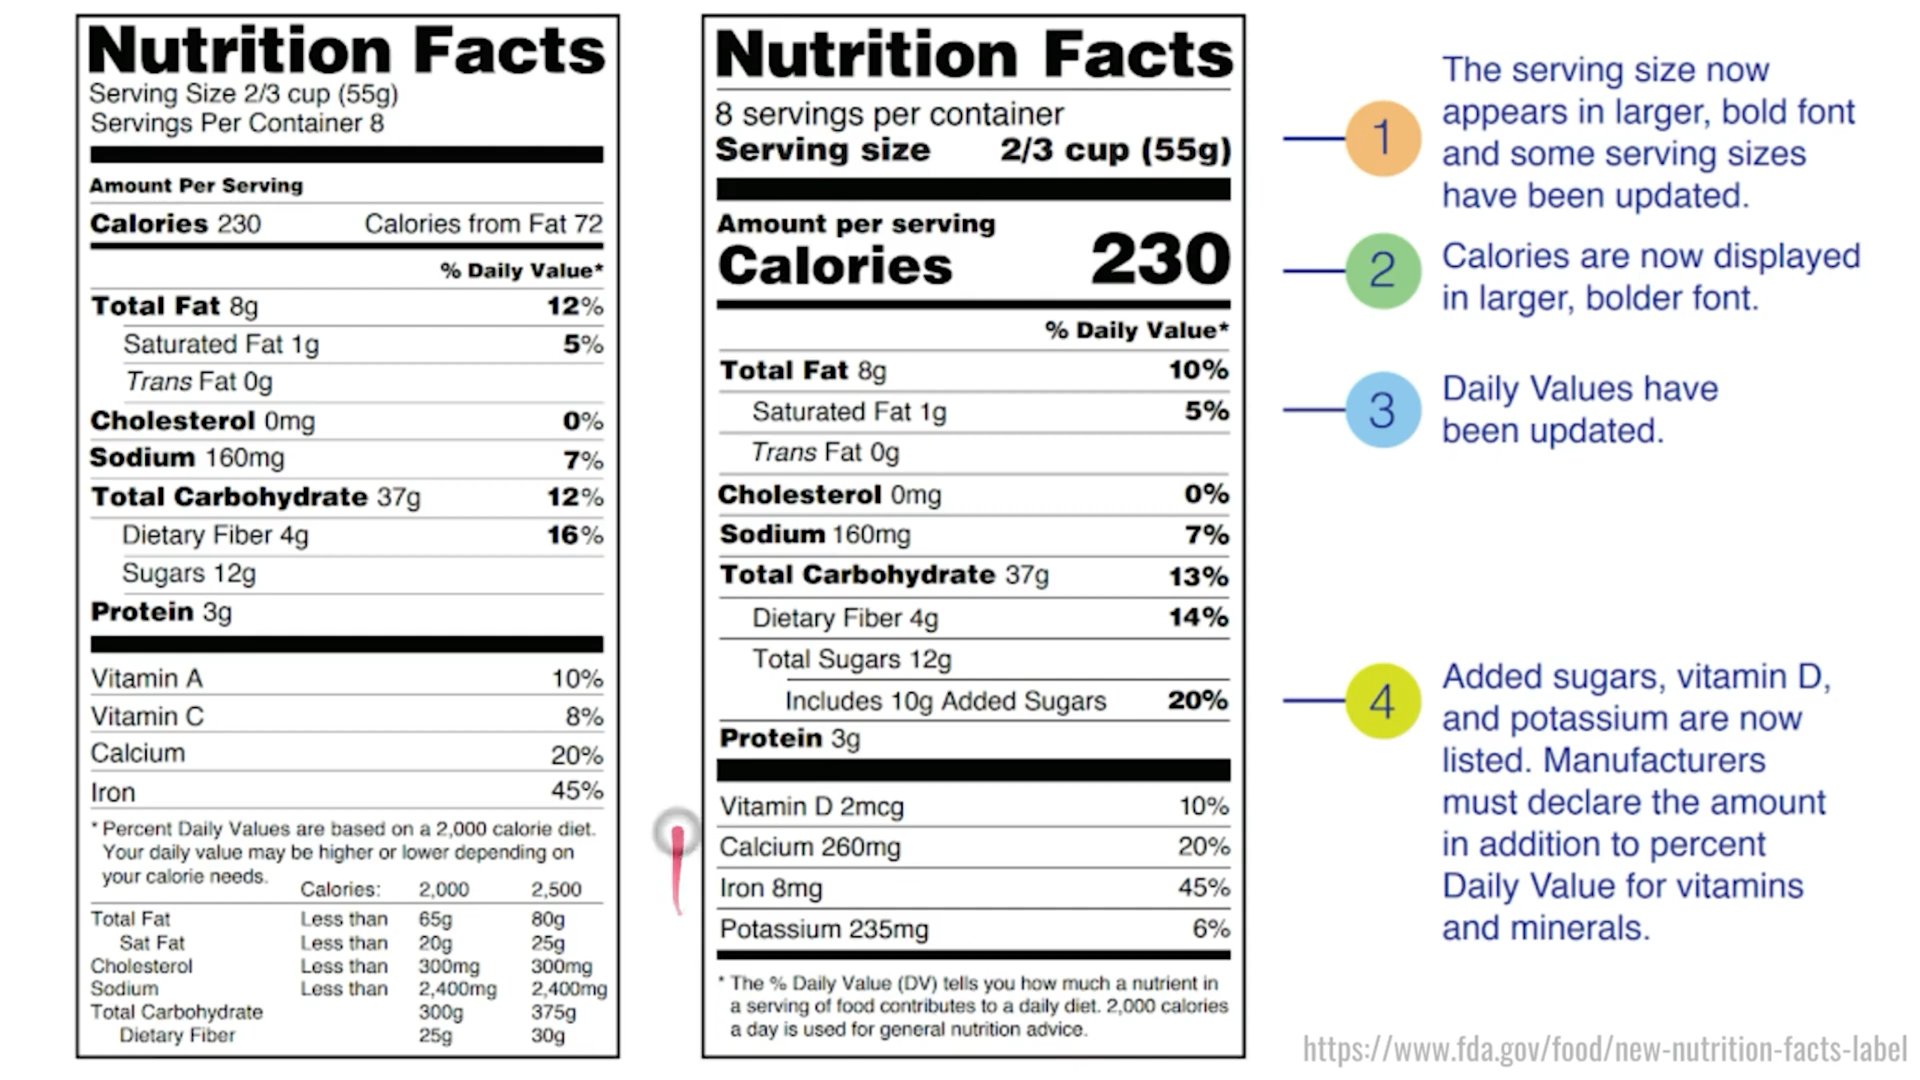 Nutrition Facts
Serving Size 2/3 cup (55g)
Servings Per Container 8
Amount Per Serving
Calories 230 Calories from Fat 72
% Daily Value*
Total Fat 8g 12%
Saturated Fat 1g 5%
Trans Fat 0g
Cholesterol 0mg 0%
Sodium 160mg 7%
Total Carbohydrate 37g 12%
Dietary Fiber 4g 16%
Sugars 12g
Protein 3g
Vitamin A 10%
Vitamin C 8%
Calcium 20%
Iron 45%
* Percent Daily Values are based on a 2,000 calorie diet.
Your daily value may be higher or lower depending on
your calorie needs.
Calories: 2,000 2,500
Total Fat Less than 65g 80g
Sat Fat Less than 20g 25g
Cholesterol Less than 300mg 300mg
Sodium Less than 2,400mg 2,400mg
Total Carbohydrate 300g 375g
Dietary Fiber 25g 30g
Nutrition Facts
8 servings per container
Serving size 2/3 cup (55g)
Amount per serving
Calories 230
% Daily Value*
Total Fat 8g 10%
Saturated Fat 1g 5%
Trans Fat 0g
Cholesterol 0mg 0%
Sodium 160mg 7%
Total Carbohydrate 37g 13%
Dietary Fiber 4g 14%
Total Sugars 12g
Includes 10g Added Sugars 20%
Protein 3g
Vitamin D 2mcg 10%
Calcium 260mg 20%
Iron 8mg 45%
Potassium 235mg 6%
* The % Daily Value (DV) tells you how much a nutrient in
a serving of food contributes to a daily diet. 2,000 calories
a day is used for general nutrition advice.
1
The serving size now
appears in larger, bold font
and some serving sizes
have been updated.
2
Calories are now displayed
in larger, bolder font.
3
Daily Values have
been updated.
4
Added sugars, vitamin D,
and potassium are now
listed. Manufacturers
must declare the amount
in addition to percent
Daily Value for vitamins
and minerals.
https://www.fda.gov/food/new-nutrition-facts-label